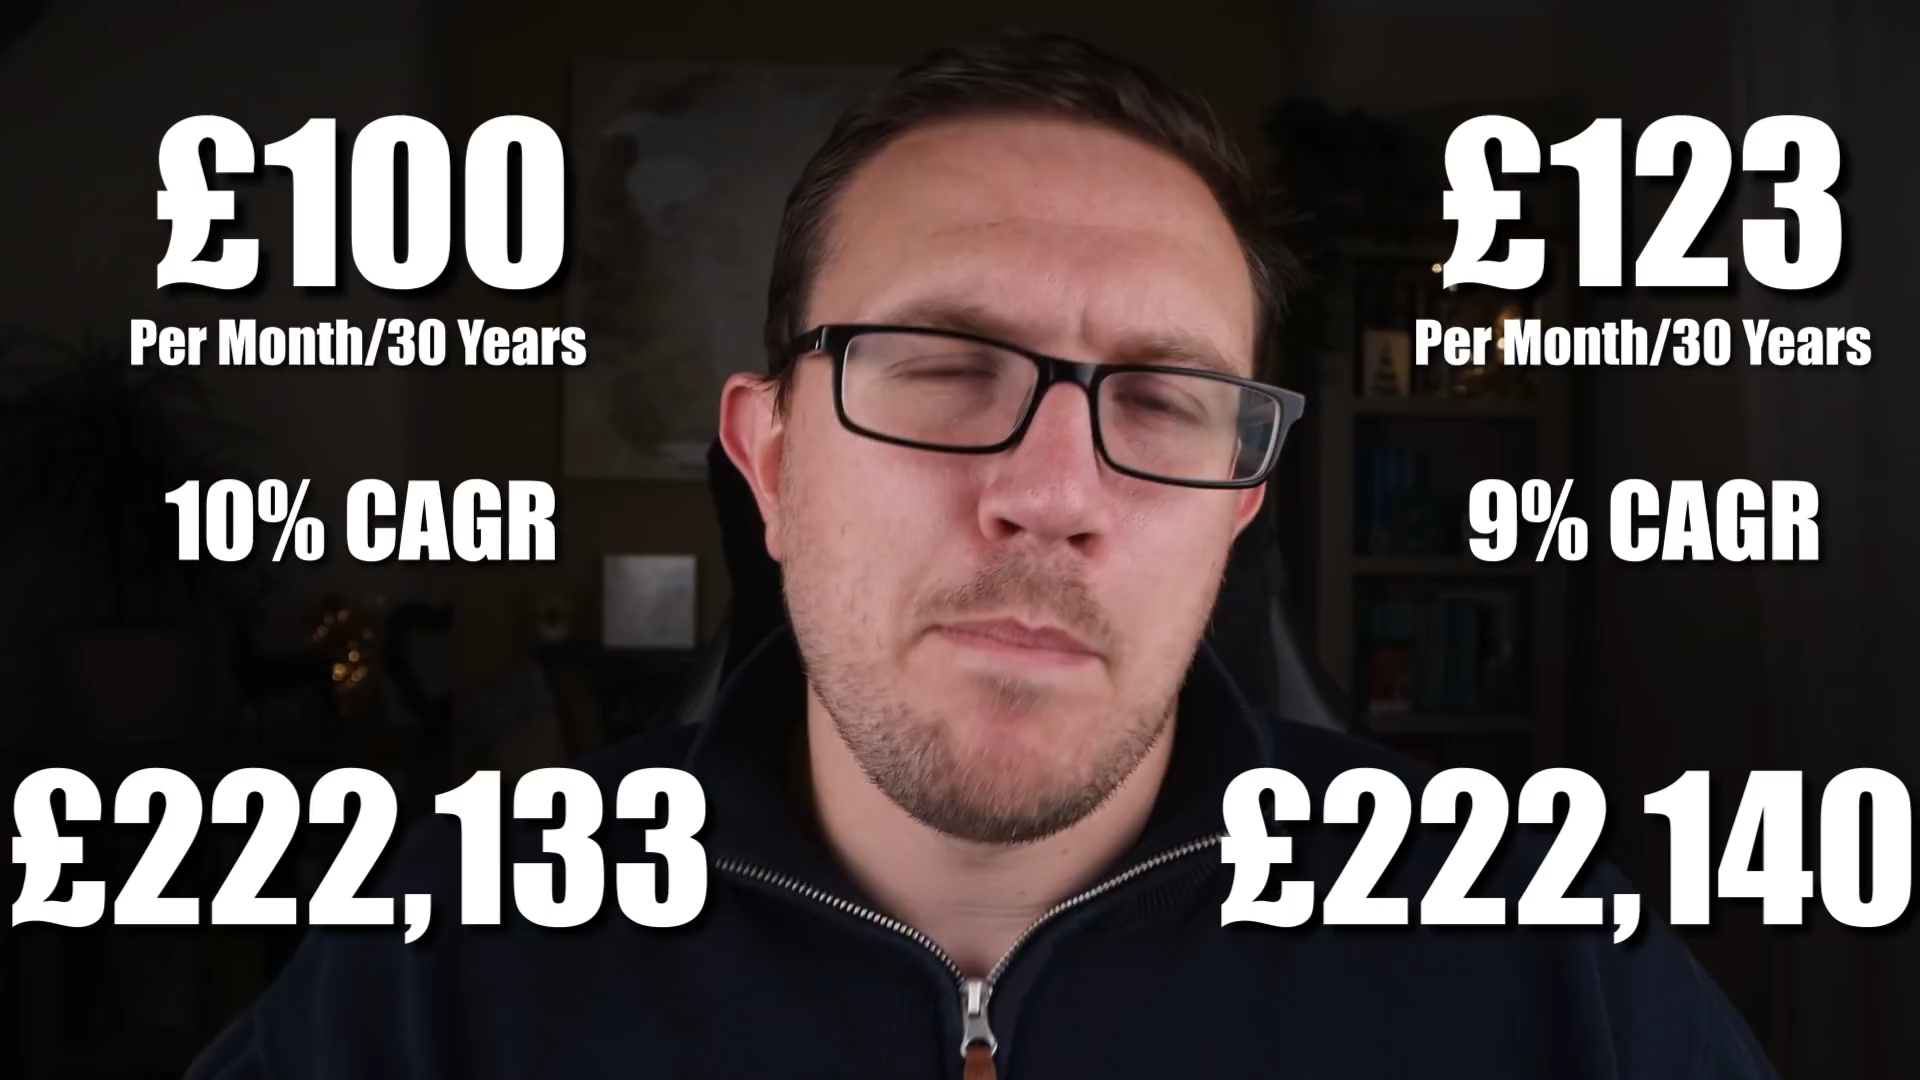 £100
Per Month/30 Years
10% CAGR
£222,133
£123
Per Month/30 Years
9% CAGR
£222,140